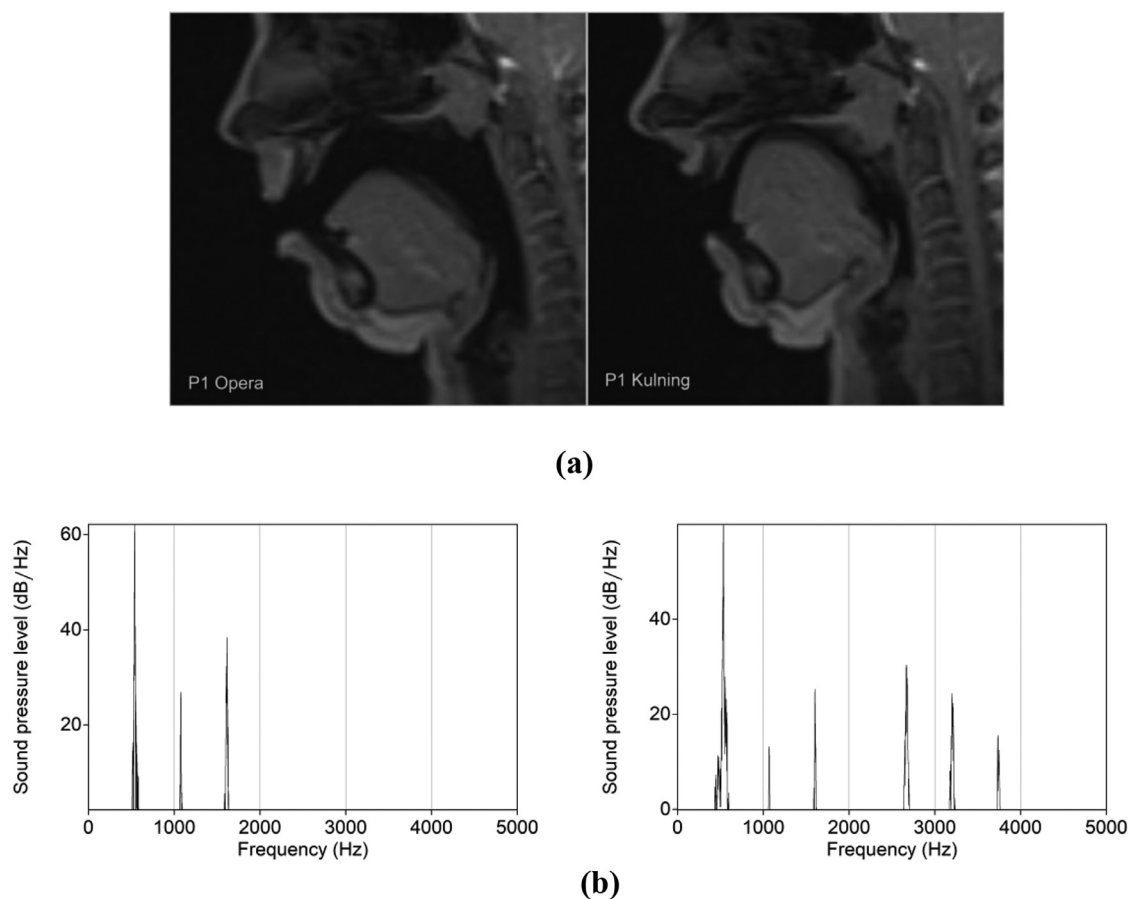 P1 Opera
P1 Kulning
(a)
Sound pressure level (dB/Hz)
60
40
20
0 1000 2000 3000 4000 5000
Frequency (Hz)
Sound pressure level (dB/Hz)
40
20
0
0 1000 2000 3000 4000 5000
Frequency (Hz)
(b)